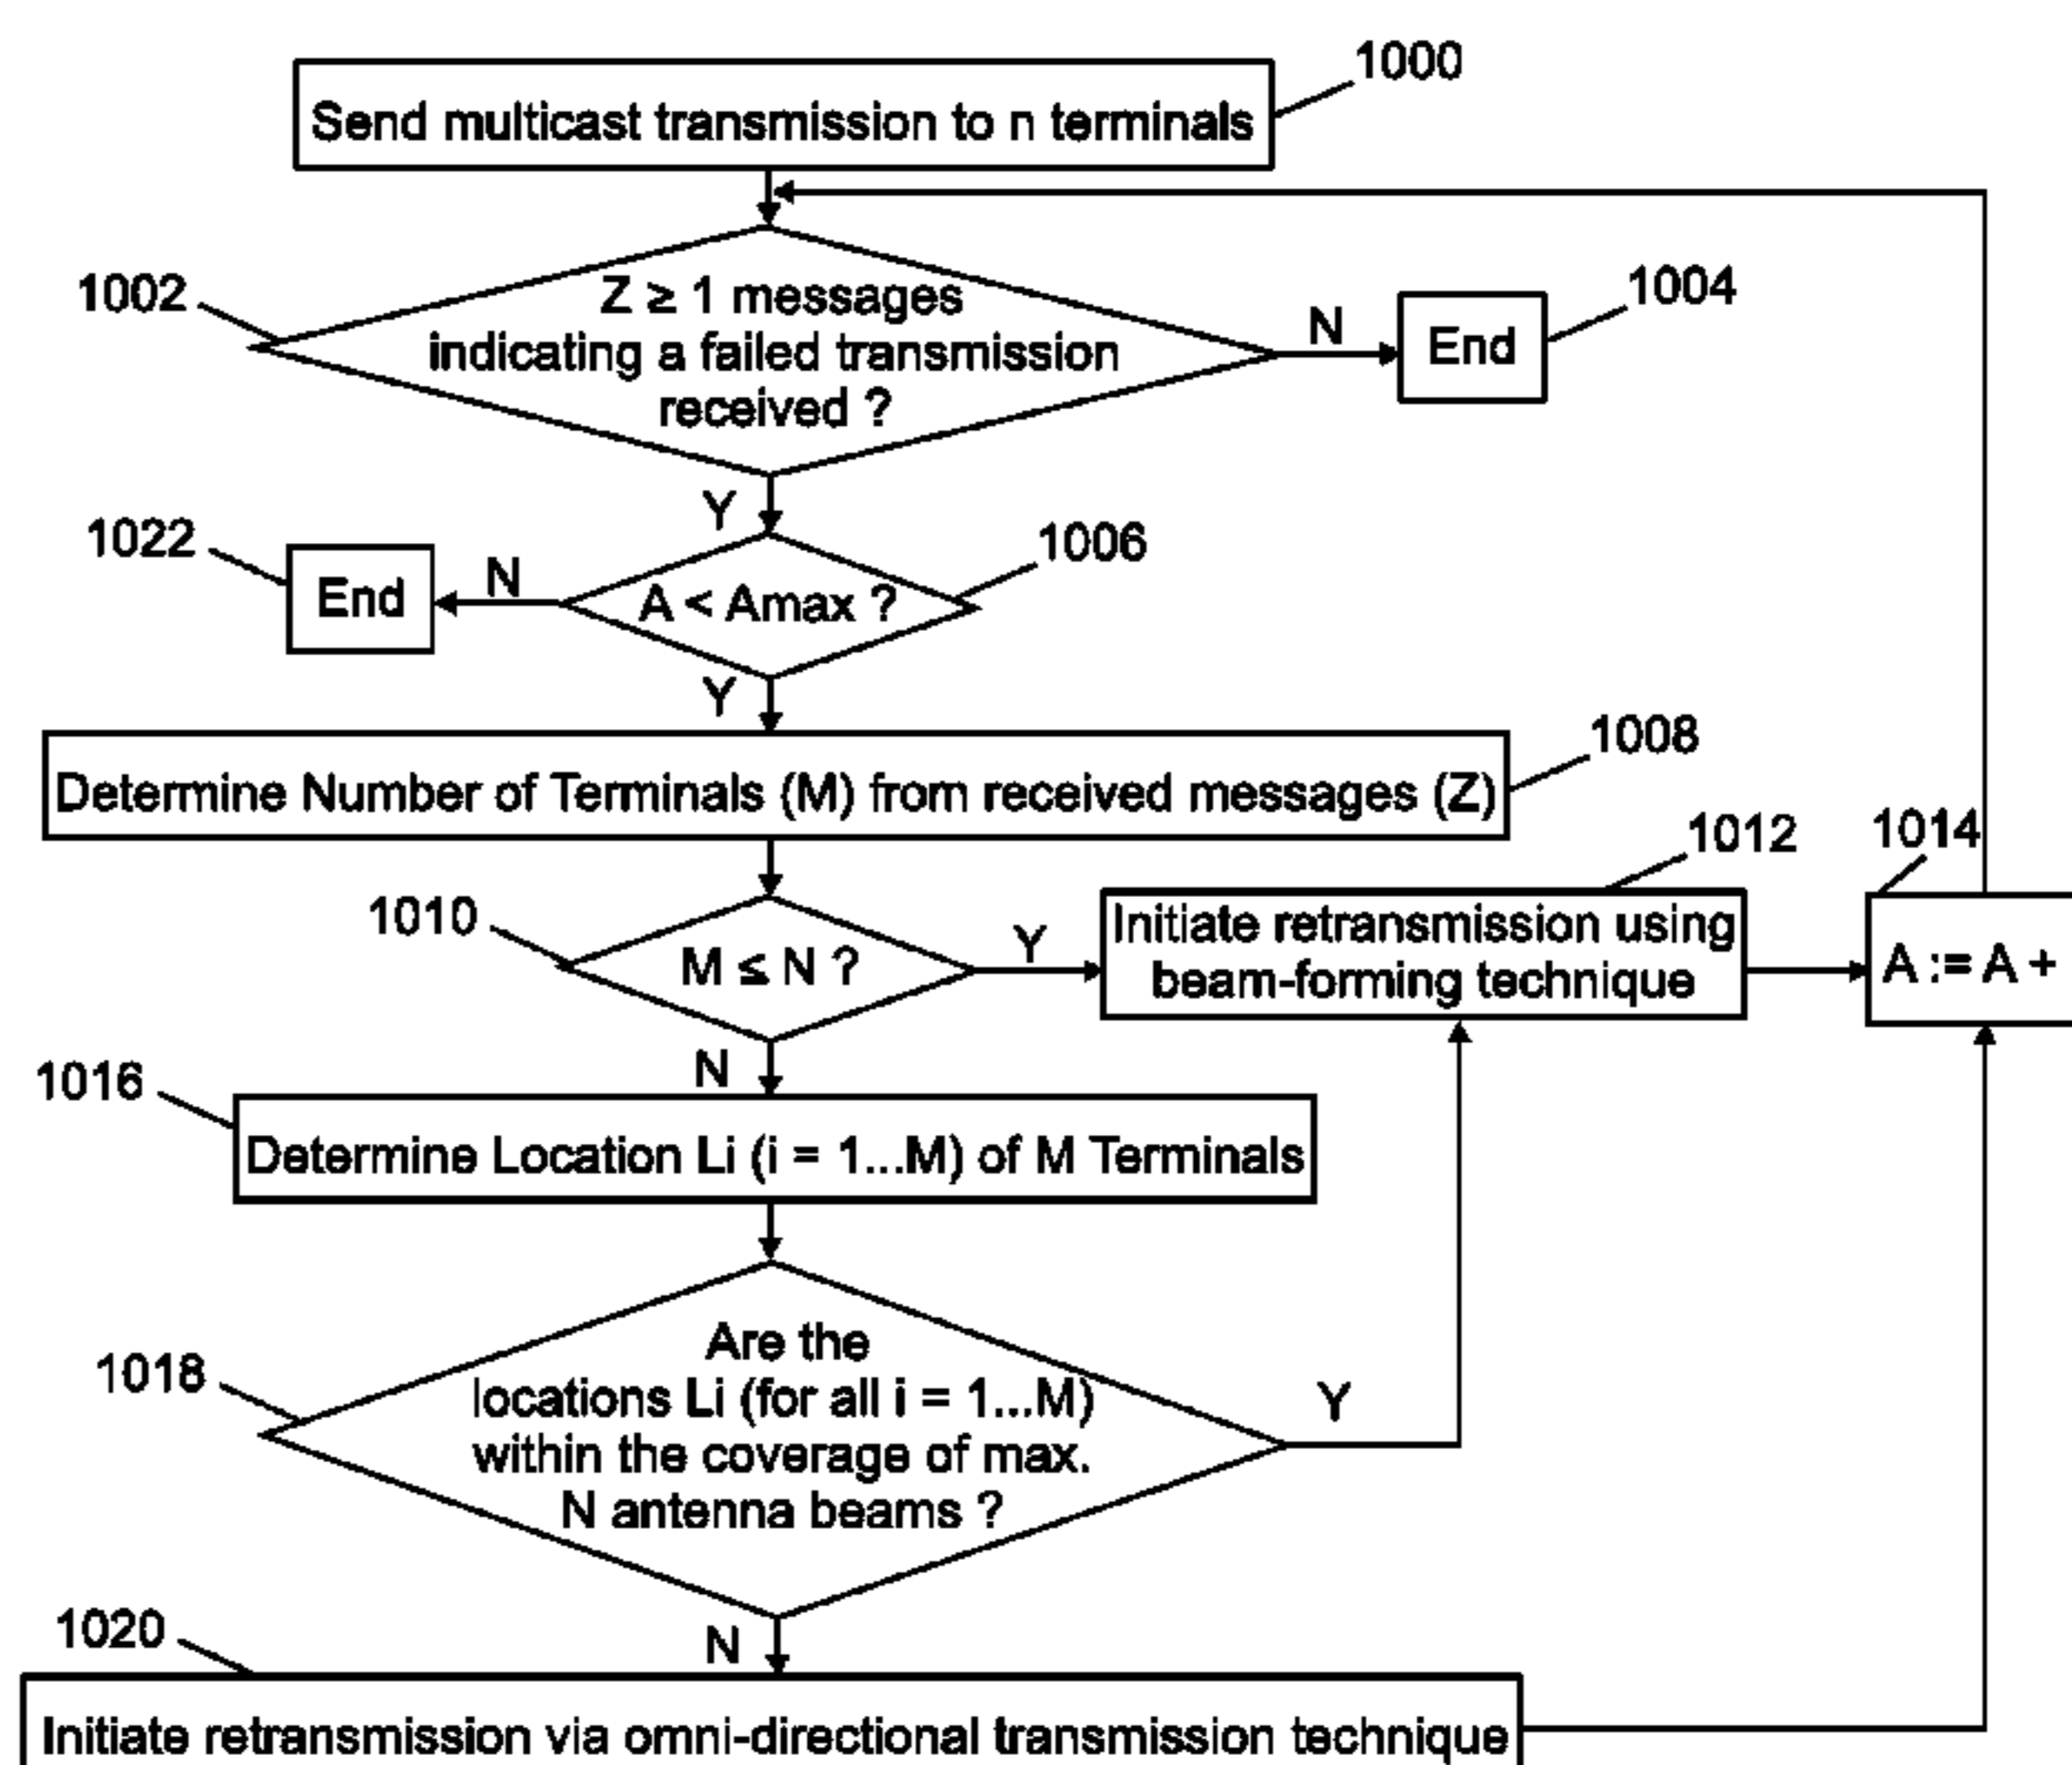 1000
Send multicast transmission to n terminals
1002
Z ≥ 1 messages
indicating a failed transmission
received ?
N
1004
End
Y
1022
End
N
1006
A < Amax ?
Y
1008
Determine Number of Terminals (M) from received messages (Z)
1010
M ≤ N ?
Y
1012
Initiate retransmission using
beam-forming technique
1014
A := A +
N
1016
Determine Location Li (i = 1...M) of M Terminals
1018
Are the
locations Li (for all i = 1...M)
within the coverage of max.
N antenna beams ?
Y
N
1020
Initiate retransmission via omni-directional transmission technique